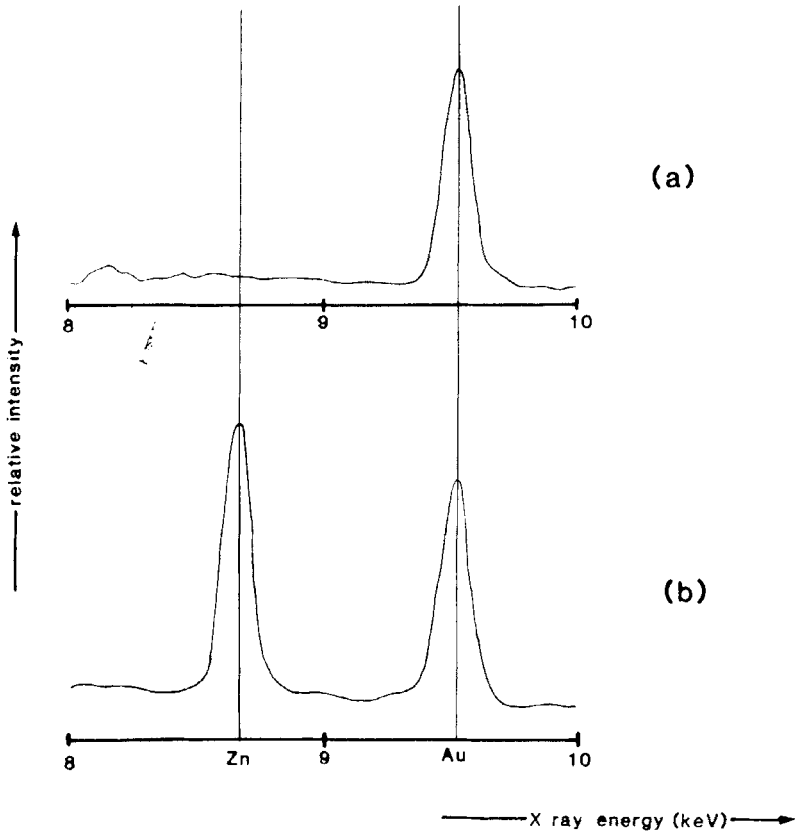 (a)
8 9 10
relative intensity
(b)
8 Zn 9 Au 10
X ray energy (keV)